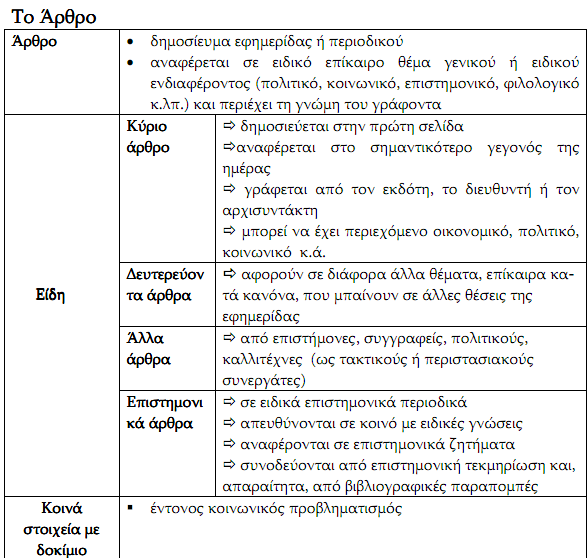 Το Άρθρο
Άρθρο
• δημοσίευμα εφημερίδας ή περιοδικού
• αναφέρεται σε ειδικό επίκαιρο θέμα γενικού ή ειδικού
ενδιαφέροντος (πολιτικό, κοινωνικό, επιστημονικό, φιλολογικό
κ.λπ.) και περιέχει τη γνώμη του γράφοντα
Είδη
Κύριο
άρθρο
⇨ δημοσιεύεται στην πρώτη σελίδα
⇨αναφέρεται στο σημαντικότερο γεγονός της
ημέρας
⇨ γράφεται από τον εκδότη, το διευθυντή ή τον
αρχισυντάκτη
⇨ μπορεί να έχει περιεχόμενο οικονομικό, πολιτικό,
κοινωνικό κ.ά.
Δευτερεύον
τα άρθρα
⇨ αφορούν σε διάφορα άλλα θέματα, επίκαιρα κα-
τά κανόνα, που μπαίνουν σε άλλες θέσεις της
εφημερίδας
Άλλα
άρθρα
⇨ από επιστήμονες, συγγραφείς, πολιτικούς,
καλλιτέχνες (ως τακτικούς ή περιστασιακούς
συνεργάτες)
Επιστημονι
κά άρθρα
⇨ σε ειδικά επιστημονικά περιοδικά
⇨ απευθύνονται σε κοινό με ειδικές γνώσεις
⇨ αναφέρονται σε επιστημονικά ζητήματα
⇨ συνοδεύονται από επιστημονική τεκμηρίωση και,
απαραίτητα, από βιβλιογραφικές παραπομπές
Κοινά
στοιχεία με
δοκίμιο
▪ έντονος κοινωνικός προβληματισμός